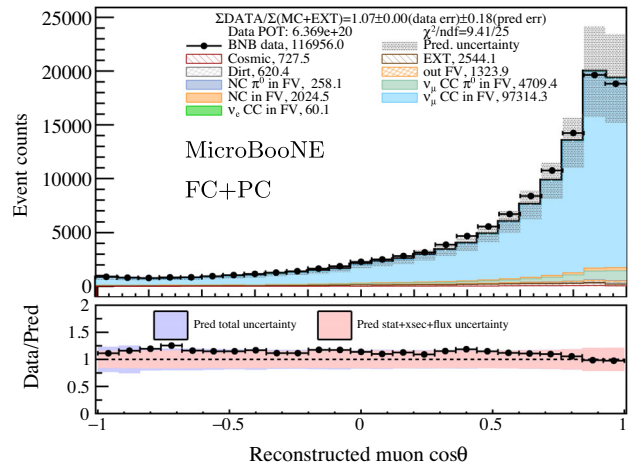 ΣDATA/Σ(MC+EXT)=1.07±0.00(data err)±0.18(pred err)
Data POT: 6.369e+20 χ²/ndf=9.41/25
BNB data, 116956.0 Pred. uncertainty
Cosmic, 727.5 EXT, 2544.1
Dirt, 620.4 out FV, 1323.9
NC π⁰ in FV, 258.1 νμ CC π⁰ in FV, 4709.4
NC in FV, 2024.5 νμ CC in FV, 97314.3
νe CC in FV, 60.1
MicroBooNE
FC+PC
Event counts
25000
20000
15000
10000
5000
0
Data/Pred
2
1.5
1
0.5
0
Pred total uncertainty Pred stat+xsec+flux uncertainty
−1 −0.5 0 0.5 1
Reconstructed muon cosθ